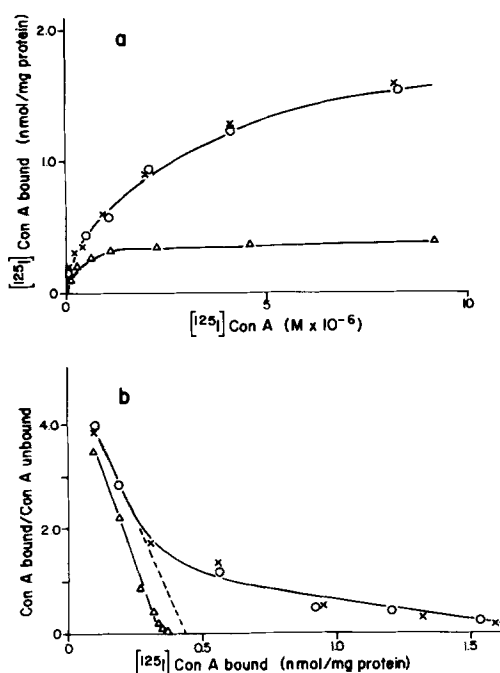 a
2.0
1.0
0
0
5
10
[¹²⁵I] Con A bound (nmol/mg protein)
[¹²⁵I] Con A (M x 10⁻⁶)
b
4.0
2.0
0
0
0.5
1.0
1.5
Con A bound/Con A unbound
[¹²⁵I] Con A bound (nmol/mg protein)